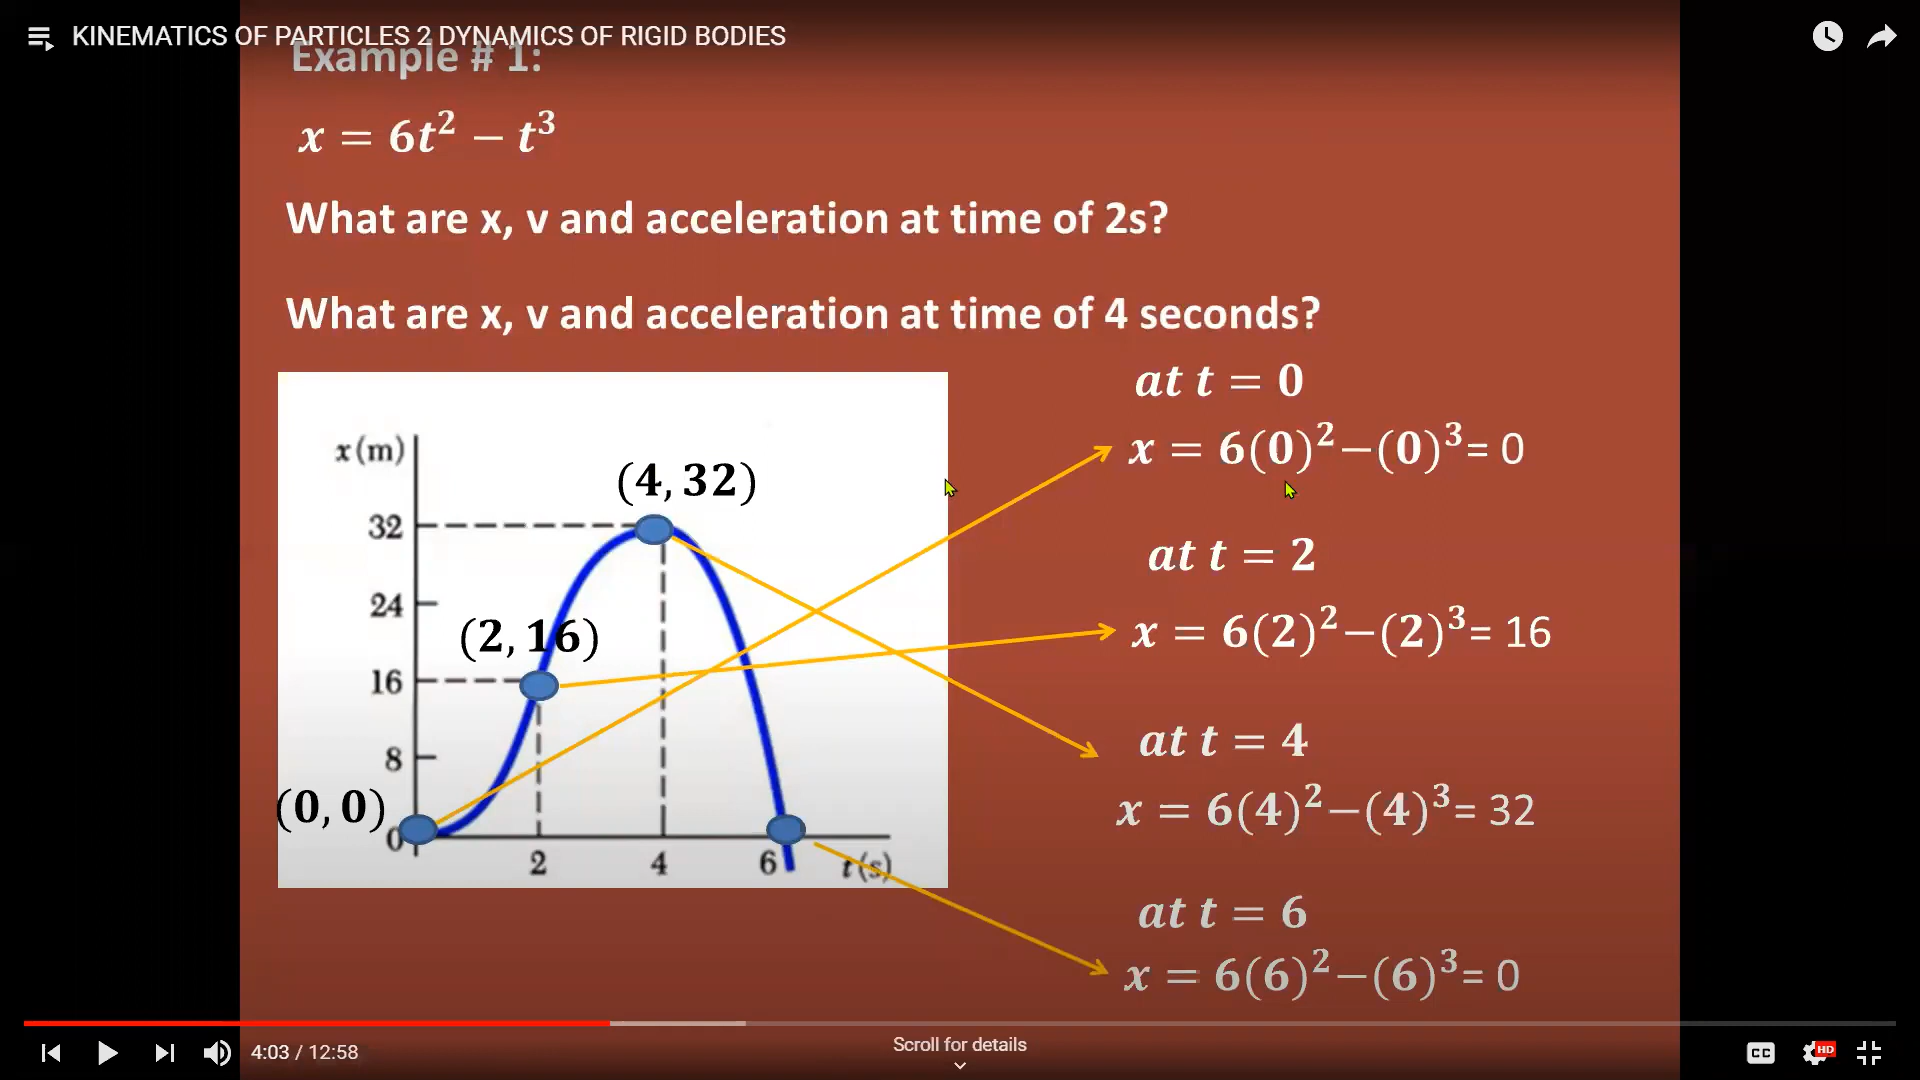 KINEMATICS OF PARTICLES 2 DYNAMICS OF RIGID BODIES
Example # 1:
x = 6t² − t³
What are x, v and acceleration at time of 2s?
What are x, v and acceleration at time of 4 seconds?
x (m)
32
24
16
8
0
(4, 32)
(2, 16)
(0, 0)
2 4 6 t (s)
at t = 0
x = 6(0)²−(0)³= 0
at t = 2
x = 6(2)²−(2)³= 16
at t = 4
x = 6(4)²−(4)³= 32
at t = 6
x = 6(6)²−(6)³= 0
4:03 / 12:58
Scroll for details
CC
HD